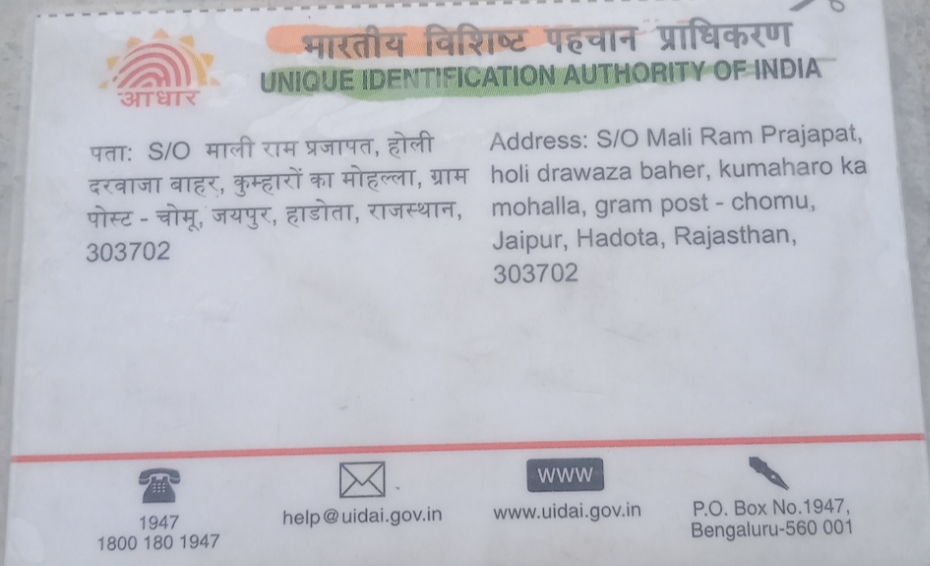 भारतीय विशिष्ट पहचान प्राधिकरण
UNIQUE IDENTIFICATION AUTHORITY OF INDIA
आधार
पता: S/O माली राम प्रजापत, होली
दरवाजा बाहर, कुम्हारों का मोहल्ला, ग्राम
पोस्ट - चोमू, जयपुर, हाडोता, राजस्थान,
303702
Address: S/O Mali Ram Prajapat,
holi drawaza baher, kumaharo ka
mohalla, gram post - chomu,
Jaipur, Hadota, Rajasthan,
303702
1947
1800 180 1947
help@uidai.gov.in
www
www.uidai.gov.in
P.O. Box No.1947,
Bengaluru-560 001